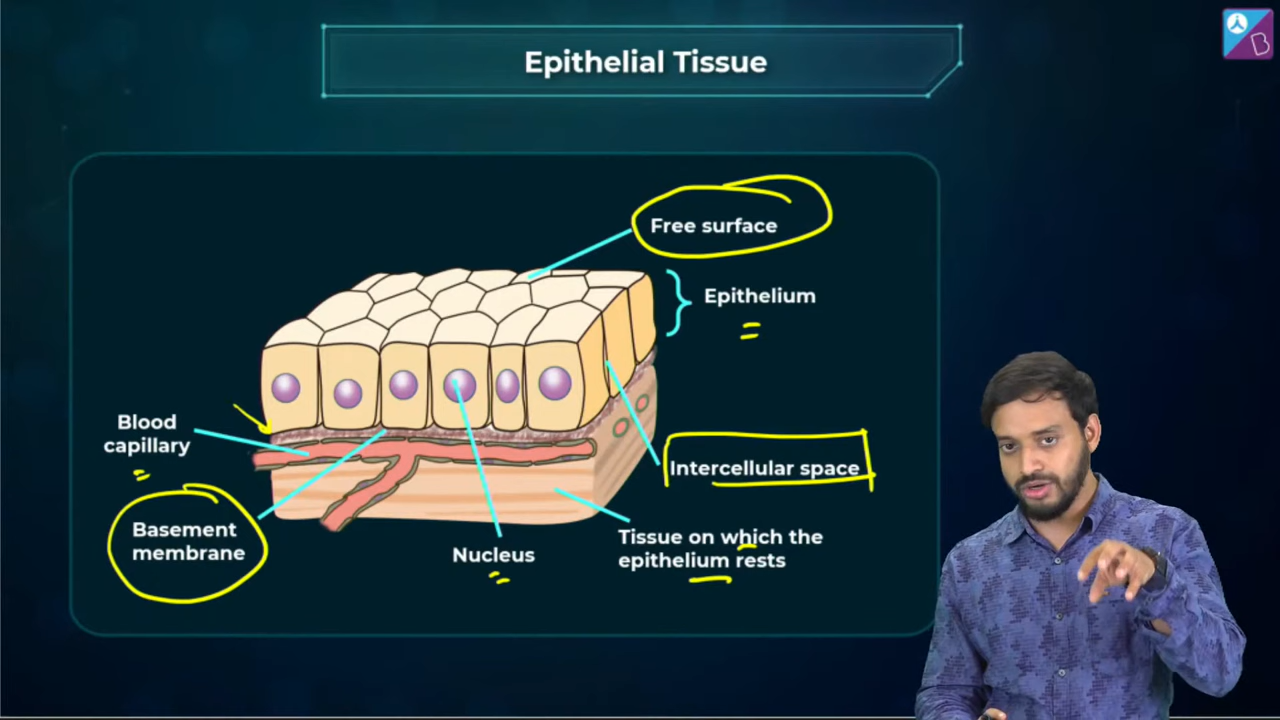 Epithelial Tissue
Free surface
Epithelium
Blood
capillary
Intercellular space
Basement
membrane
Nucleus
Tissue on which the
epithelium rests
B